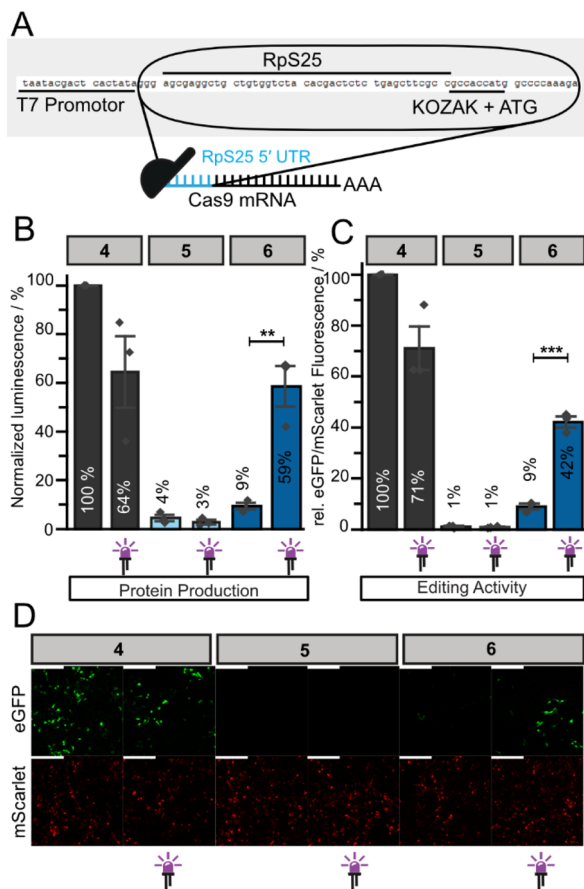 A
RpS25
taatacgact cactataggg agcgaggctg ctgtggtcta cacgactctc tgagcttcgc cgccaccatg gccccaaaga
T7 Promotor
KOZAK + ATG
RpS25 5′ UTR
Cas9 mRNA
AAA
B
4 5 6
Normalized luminescence / %
100
80
60
40
20
0
100 %
64%
4%
3%
9%
**
59%
Protein Production
C
4 5 6
rel. eGFP/mScarlet Fluorescence / %
100
80
60
40
20
0
100%
71%
1%
1%
9%
***
42%
Editing Activity
D
4 5 6
eGFP
mScarlet